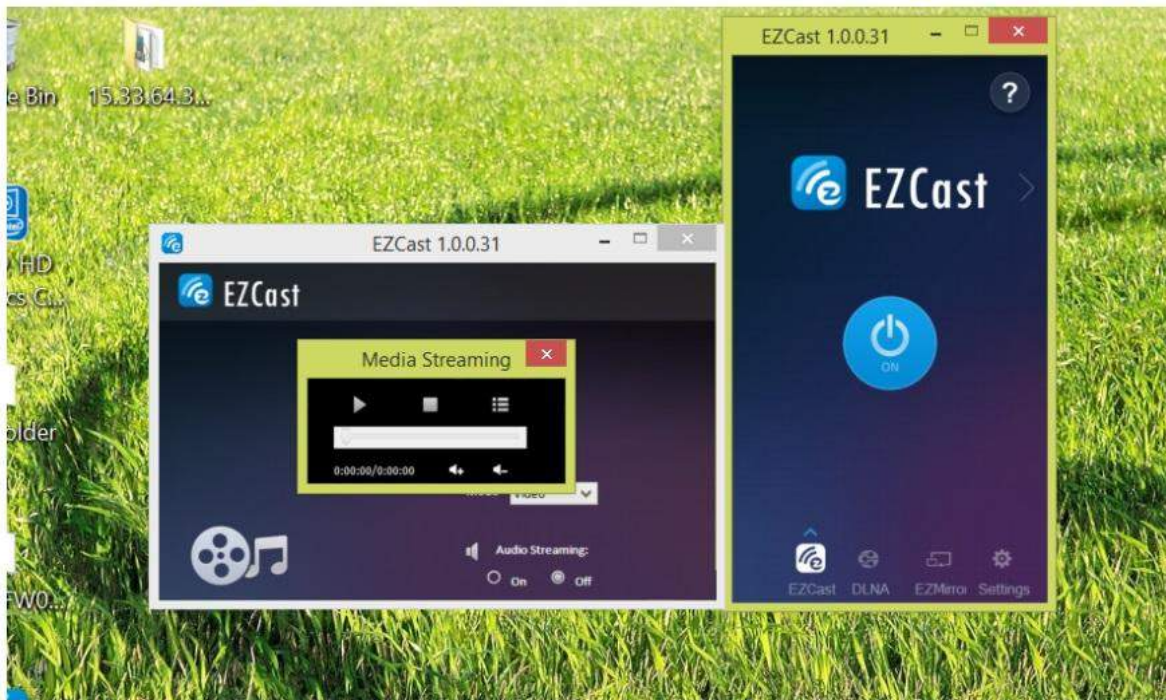 e Bin
15.33.64.3...
HD
cs C...
older
W0...
EZCast 1.0.0.31
EZCast
Media Streaming
0:00:00/0:00:00
Video
Audio Streaming:
On
Off
EZCast 1.0.0.31
?
EZCast
ON
EZCast
DLNA
EZMirror
Settings